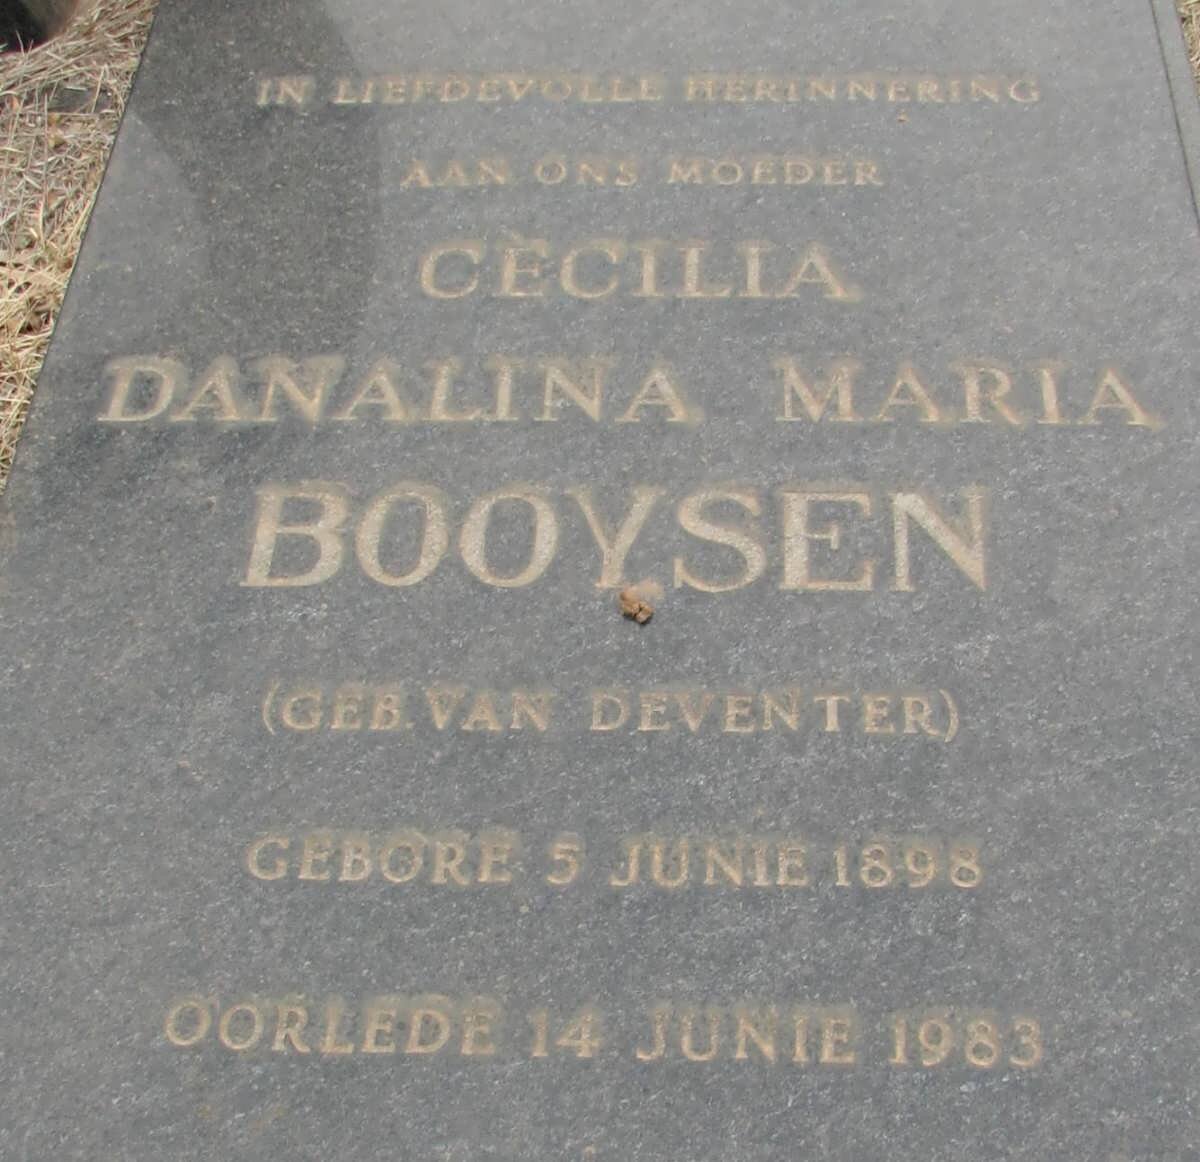 IN LIEFDEVOLLE HERINNERING
AAN ONS MOEDER
CECILIA
DANALINA MARIA
BOOYSEN
(GEB. VAN DEVENTER)
GEBORE 5 JUNIE 1898
OORLEDE 14 JUNIE 1983